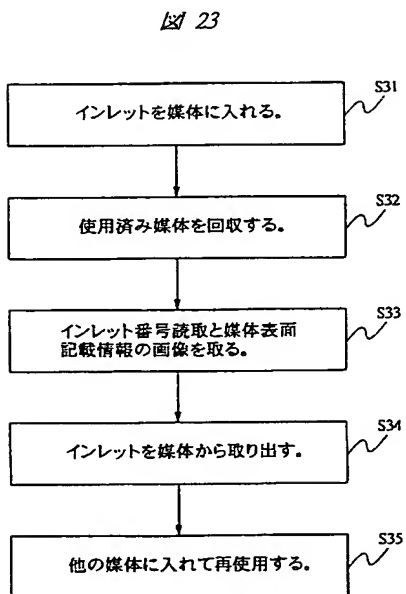 図 23
S31
インレットを媒体に入れる。
S32
使用済み媒体を回収する。
S33
インレット番号読取と媒体表面
記載情報の画像を取る。
S34
インレットを媒体から取り出す。
S35
他の媒体に入れて再使用する。